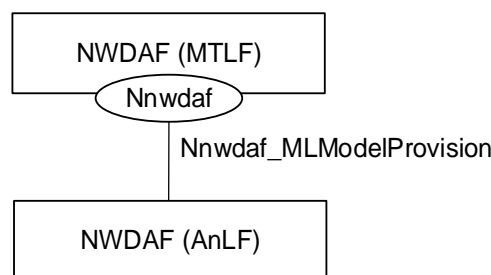 NWDAF (MTLF)
Nnwdaf
Nnwdaf_MLModelProvision
NWDAF (AnLF)